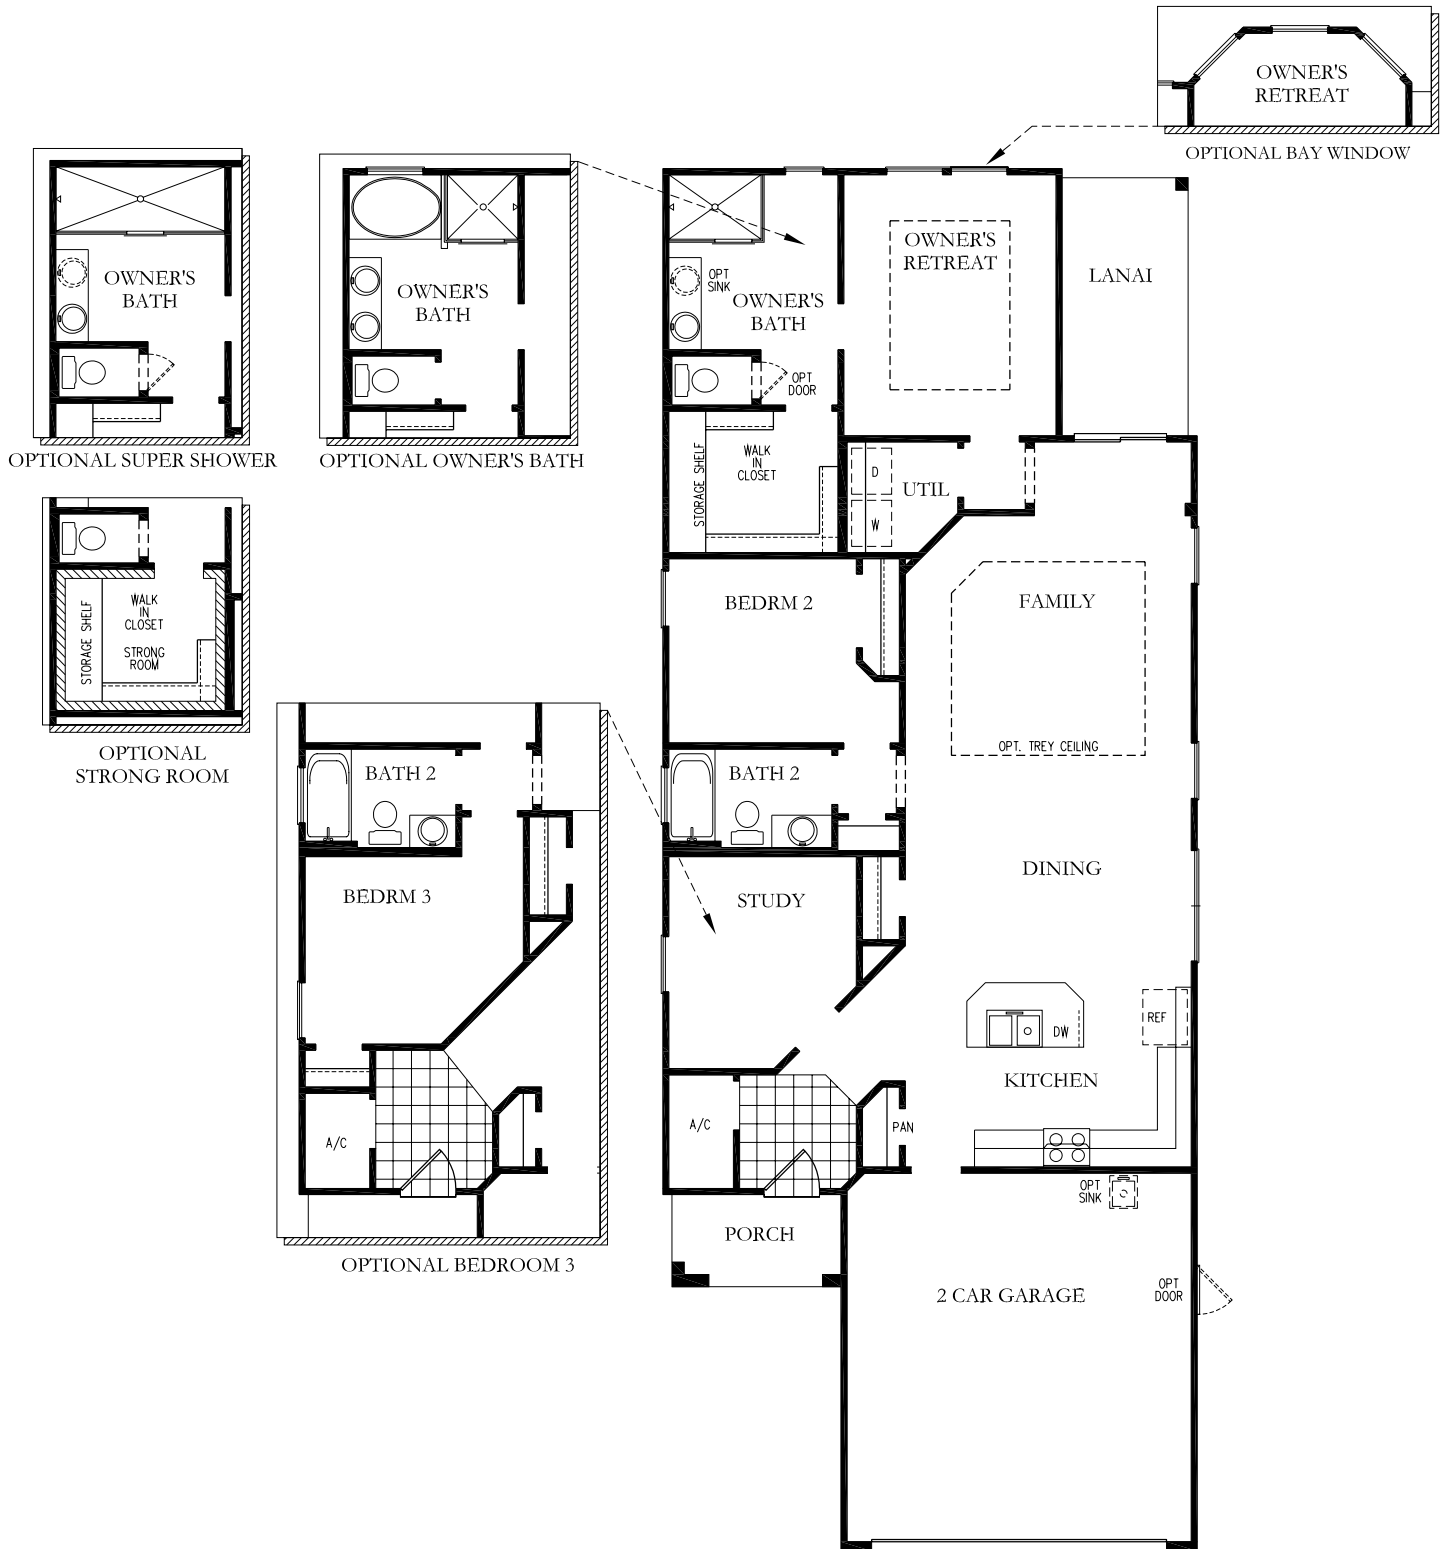 OWNER'S
RETREAT
OPTIONAL BAY WINDOW
OWNER'S
BATH
OPTIONAL SUPER SHOWER
OWNER'S
BATH
OPTIONAL OWNER'S BATH
STORAGE SHELF
WALK
IN
CLOSET
STRONG
ROOM
OPTIONAL
STRONG ROOM
BATH 2
BEDRM 3
A/C
OPTIONAL BEDROOM 3
OWNER'S
RETREAT
LANAI
OPT
SINK
OWNER'S
BATH
OPT
DOOR
STORAGE SHELF
WALK
IN
CLOSET
D
W
UTIL
BEDRM 2
FAMILY
OPT. TREY CEILING
BATH 2
DINING
STUDY
REF
DW
KITCHEN
A/C
PAN
OPT
SINK
PORCH
2 CAR GARAGE
OPT
DOOR